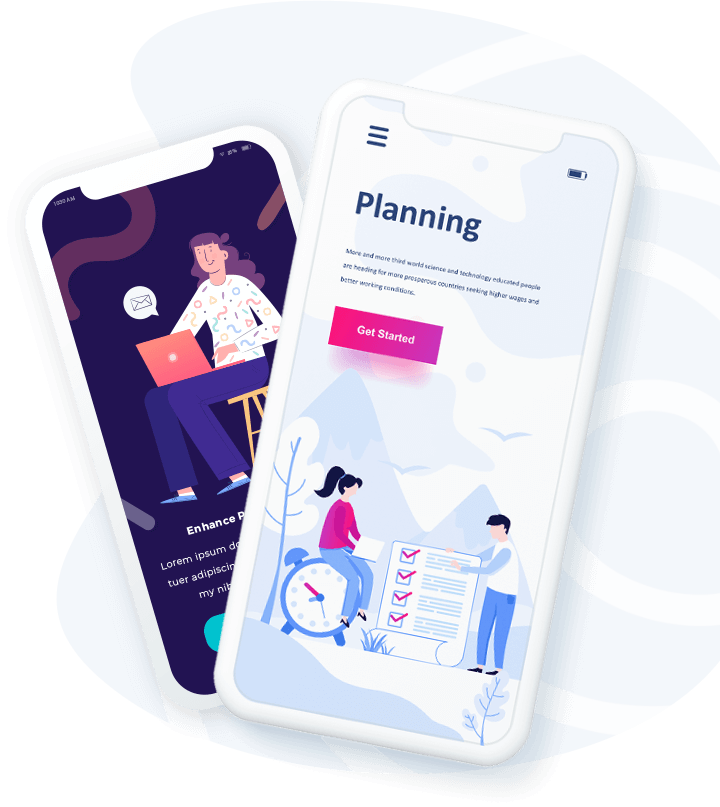 10:00 AM
Enhance
Lorem ipsum
tuer adipiscin
my nib
Planning
More and more third world science and technology educated people
are heading for more prosperous countries seeking higher wages and
better working conditions.
Get Started